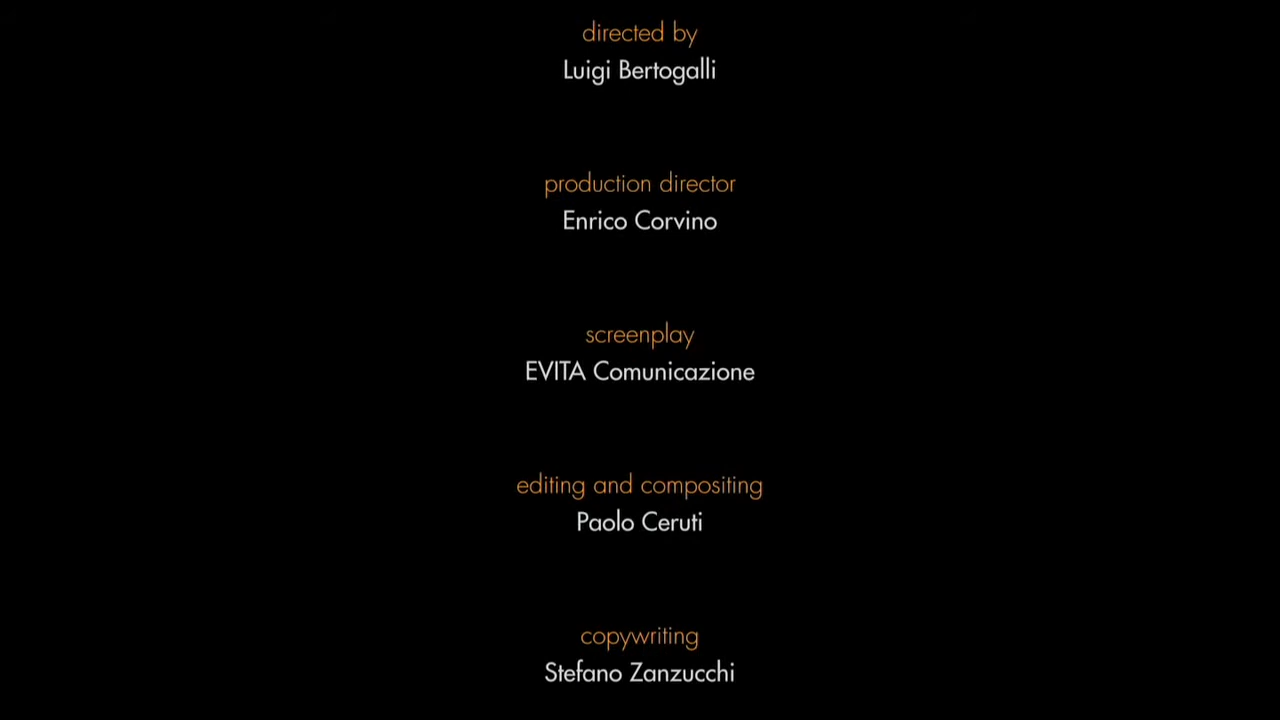 directed by
Luigi Bertogalli
production director
Enrico Corvino
screenplay
EVITA Comunicazione
editing and compositing
Paolo Ceruti
copywriting
Stefano Zanzucchi